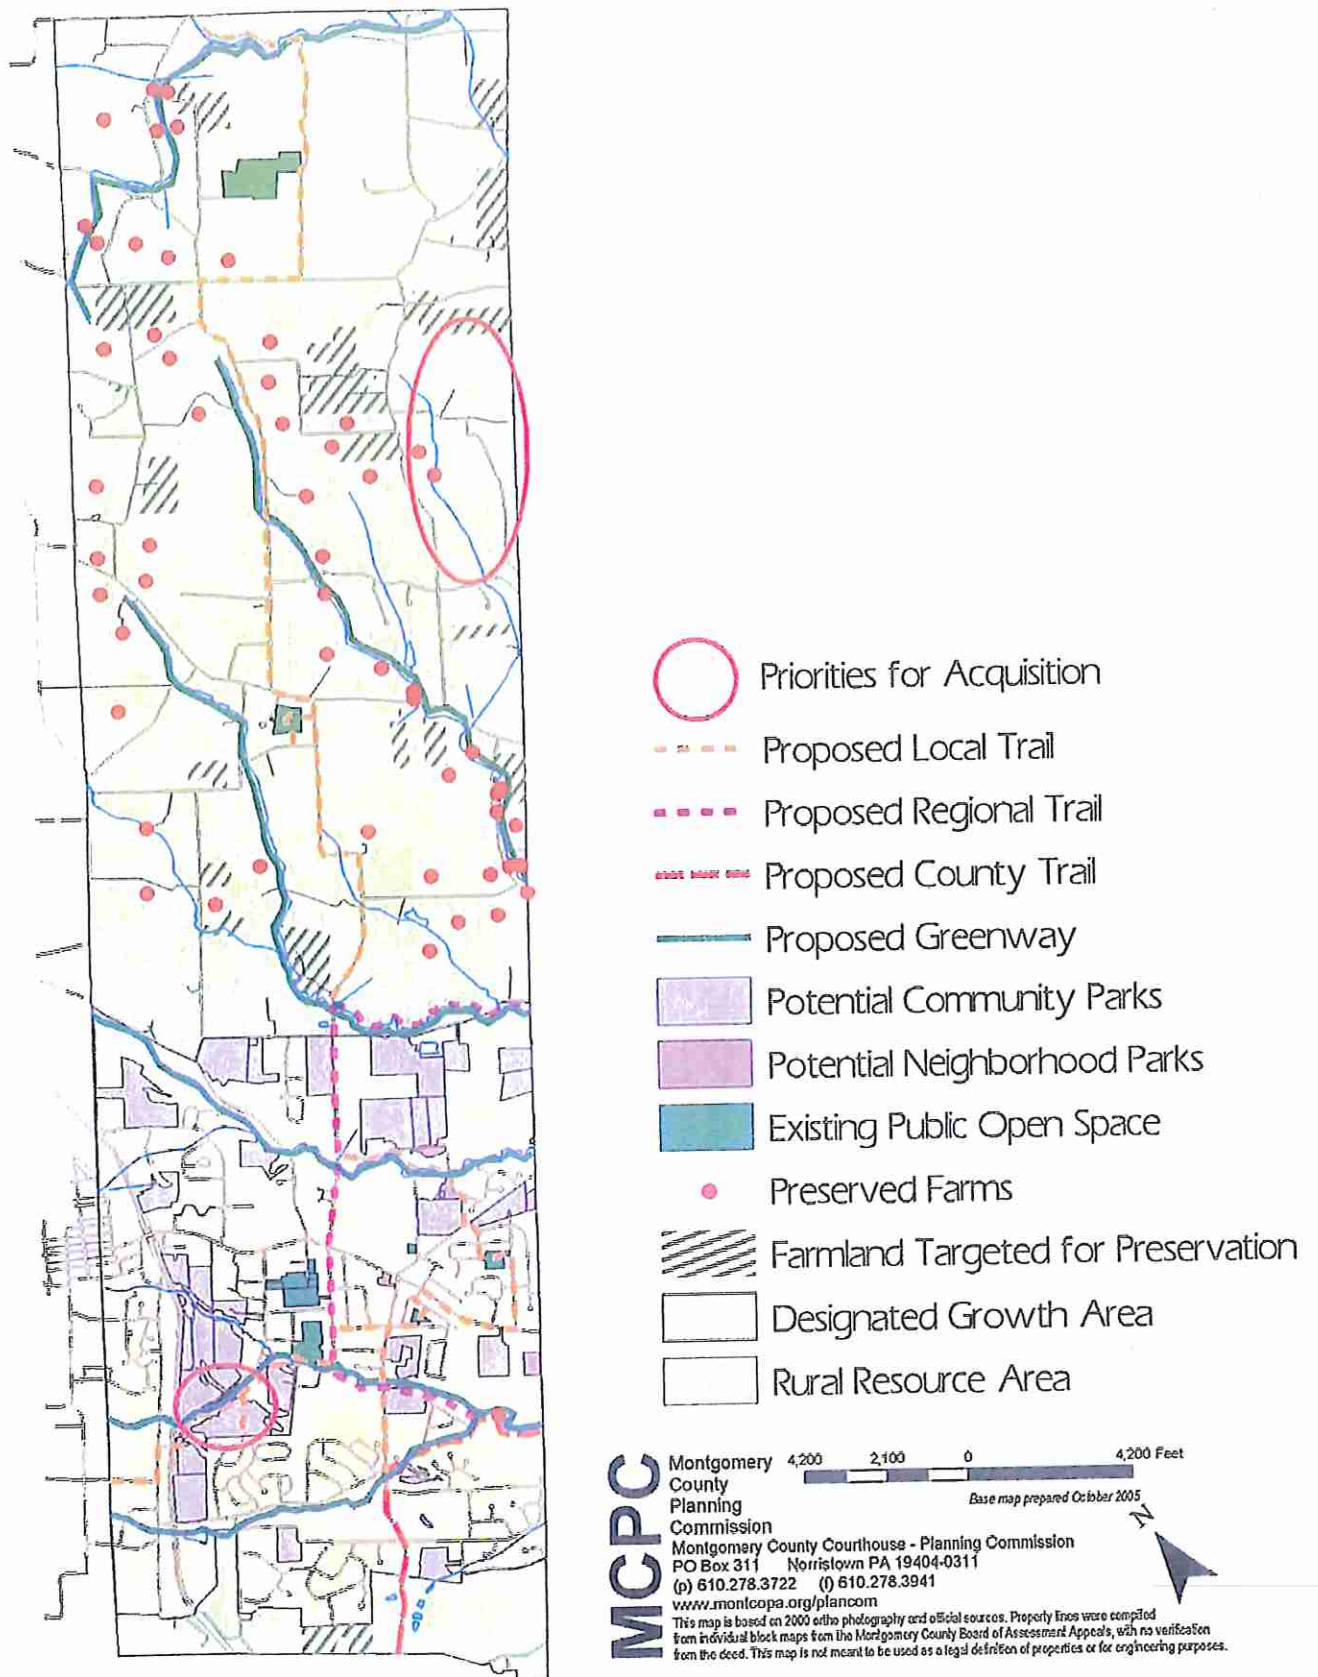 Priorities for Acquisition
Proposed Local Trail
Proposed Regional Trail
Proposed County Trail
Proposed Greenway
Potential Community Parks
Potential Neighborhood Parks
Existing Public Open Space
Preserved Farms
Farmland Targeted for Preservation
Designated Growth Area
Rural Resource Area
MCPC
Montgomery
County
Planning
Commission
4,200 2,100 0 4,200 Feet
Base map prepared October 2005
N
Montgomery County Courthouse - Planning Commission
PO Box 311 Norristown PA 19404-0311
(p) 610.278.3722 (f) 610.278.3941
www.montcopa.org/plancom
This map is based on 2000 ortho photography and official sources. Property lines were compiled
from individual block maps from the Montgomery County Board of Assessment Appeals, with no verification
from the deed. This map is not meant to be used as a legal definition of properties or for engineering purposes.